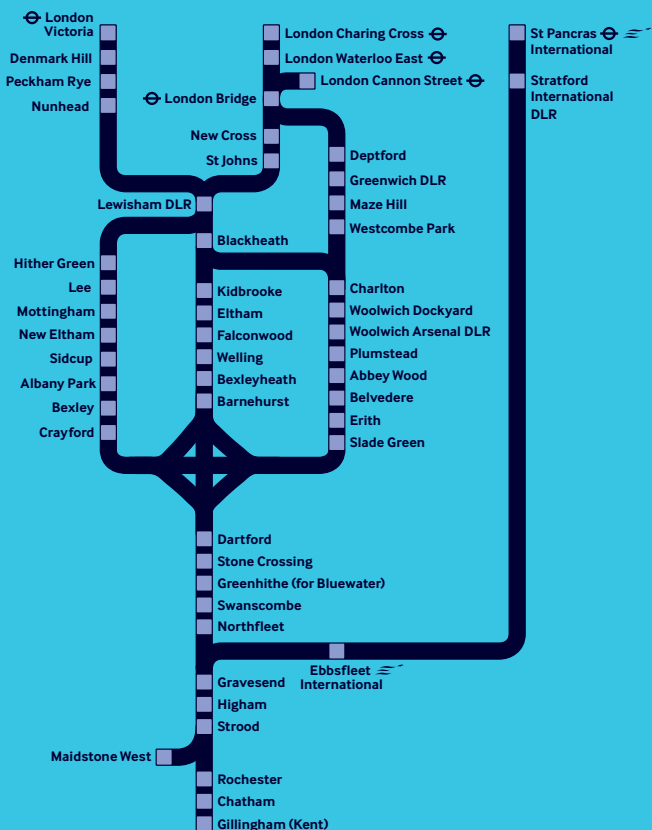 London
Victoria
Denmark Hill
Peckham Rye
Nunhead
London Charing Cross
London Waterloo East
London Cannon Street
London Bridge
New Cross
St Johns
Deptford
Greenwich DLR
Maze Hill
Westcombe Park
St Pancras
International
Stratford
International
DLR
Lewisham DLR
Blackheath
Hither Green
Lee
Mottingham
New Eltham
Sidcup
Albany Park
Bexley
Crayford
Kidbrooke
Eltham
Falconwood
Welling
Bexleyheath
Barnehurst
Charlton
Woolwich Dockyard
Woolwich Arsenal DLR
Plumstead
Abbey Wood
Belvedere
Erith
Slade Green
Dartford
Stone Crossing
Greenhithe (for Bluewater)
Swanscombe
Northfleet
Ebbsfleet
International
Gravesend
Higham
Strood
Maidstone West
Rochester
Chatham
Gillingham (Kent)